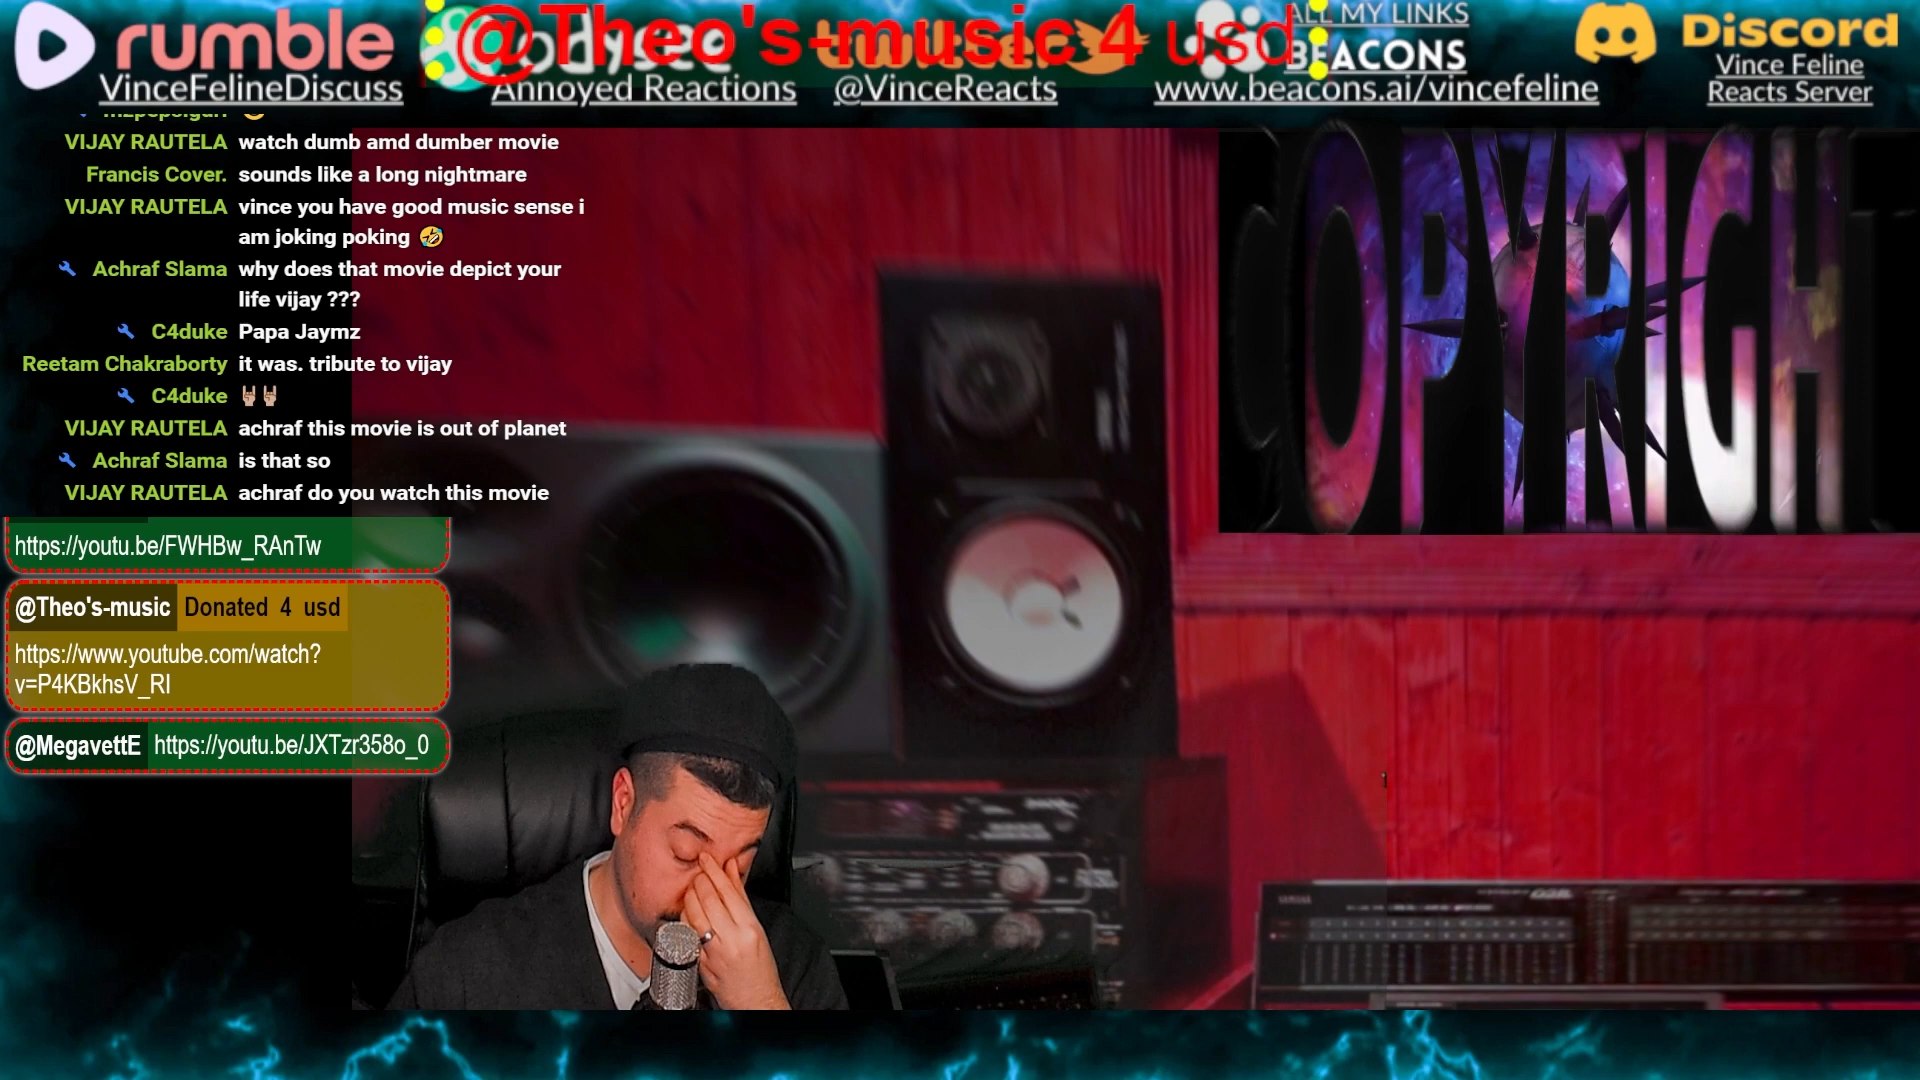 rumble
VinceFelineDiscuss
odysee
Annoyed Reactions
@Theo's-music 4 usd
twitter
@VinceReacts
ALL MY LINKS
BEACONS
www.beacons.ai/vincefeline
Discord
Vince Feline
Reacts Server
VIJAY RAUTELA watch dumb amd dumber movie
Francis Cover. sounds like a long nightmare
VIJAY RAUTELA vince you have good music sense i
am joking poking 🤣
Achraf Slama why does that movie depict your
life vijay ???
C4duke Papa Jaymz
Reetam Chakraborty it was. tribute to vijay
C4duke 🤘🏼🤘🏼
VIJAY RAUTELA achraf this movie is out of planet
Achraf Slama is that so
VIJAY RAUTELA achraf do you watch this movie
https://youtu.be/FWHBw_RAnTw
@Theo's-music Donated 4 usd
https://www.youtube.com/watch?
v=P4KBkhsV_RI
@MegavettE https://youtu.be/JXTzr358o_0
COPYRIGHT